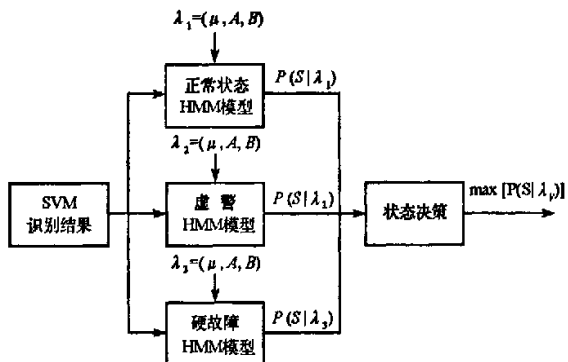 λ₁=(μ,A,B)
正常状态
HMM模型
P(S|λ₁)
λ₂=(μ,A,B)
SVM
识别结果
虚警
HMM模型
P(S|λ₂)
状态决策
max [P(S|λᵢ)]
λ₃=(μ,A,B)
硬故障
HMM模型
P(S|λ₃)